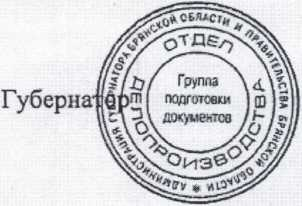 Губернатор
АДМИНИСТРАЦИЯ ГУБЕРНАТОРА БРЯНСКОЙ ОБЛАСТИ И ПРАВИТЕЛЬСТВА БРЯНСКОЙ ОБЛАСТИ *
ОТДЕЛ
ДЕЛОПРОИЗВОДСТВА
Группа
подготовки
документов